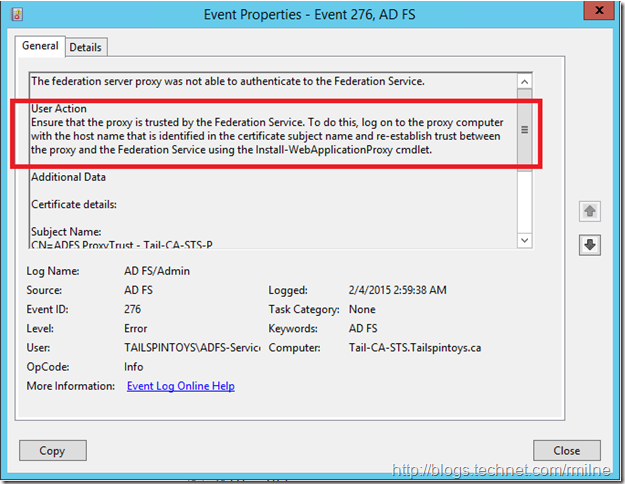 Event Properties - Event 276, AD FS
General
Details
The federation server proxy was not able to authenticate to the Federation Service.
User Action
Ensure that the proxy is trusted by the Federation Service. To do this, log on to the proxy computer
with the host name that is identified in the certificate subject name and re-establish trust between
the proxy and the Federation Service using the Install-WebApplicationProxy cmdlet.
Additional Data
Certificate details:
Subject Name:
CN=ADFS ProxyTrust - Tail-CA-STS-P
Log Name: AD FS/Admin
Source: AD FS Logged: 2/4/2015 2:59:38 AM
Event ID: 276 Task Category: None
Level: Error Keywords: AD FS
User: TAILSPINTOYS\ADFS-Service Computer: Tail-CA-STS.Tailspintoys.ca
OpCode: Info
More Information: Event Log Online Help
Copy
Close
http://blogs.technet.com/rmilne